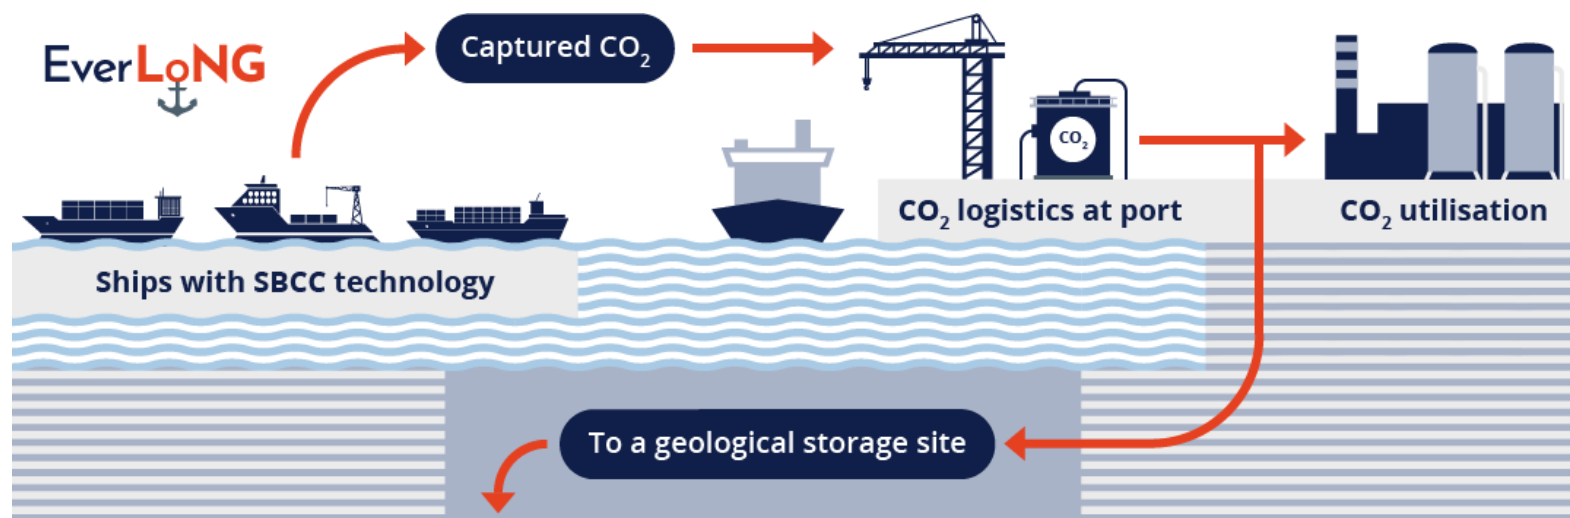 EverLoNG
Captured CO₂
CO₂
CO₂ logistics at port
CO₂ utilisation
Ships with SBCC technology
To a geological storage site